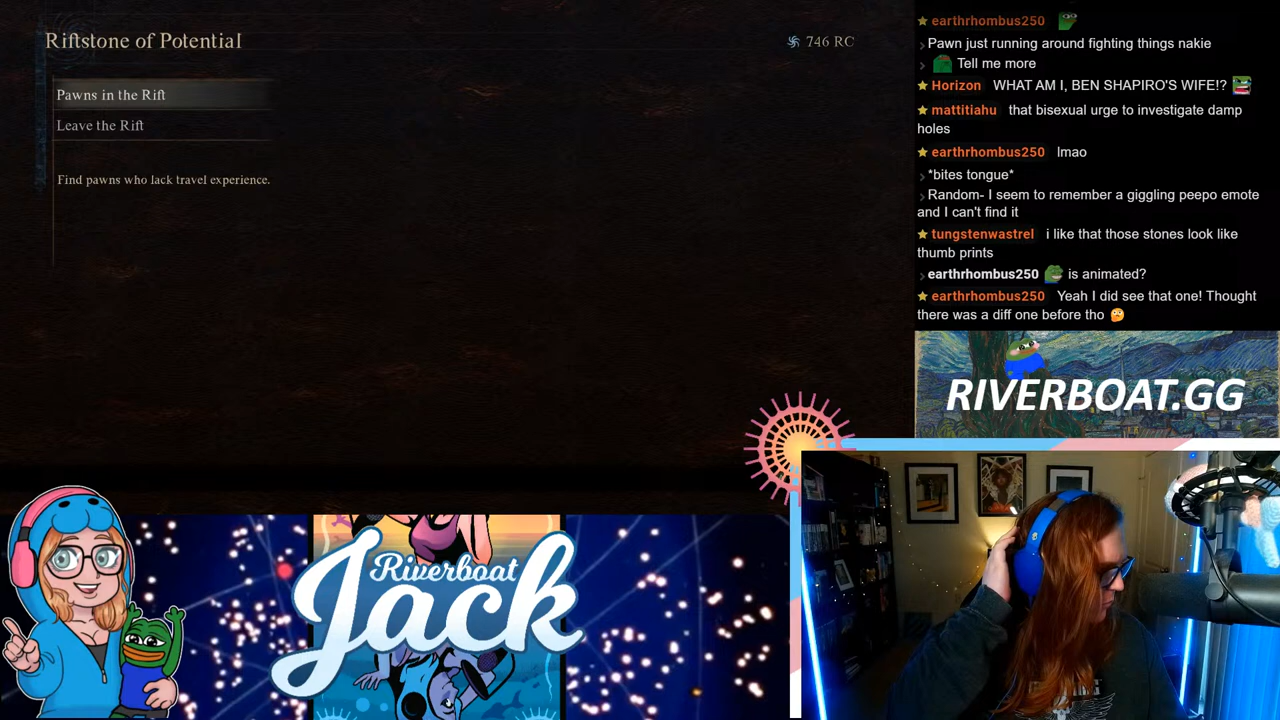 Riftstone of Potential
746 RC
Pawns in the Rift
Leave the Rift
Find pawns who lack travel experience.
earthrhombus250
Pawn just running around fighting things nakie
Tell me more
Horizon WHAT AM I, BEN SHAPIRO'S WIFE!?
mattitiahu that bisexual urge to investigate damp
holes
earthrhombus250 lmao
*bites tongue*
Random- I seem to remember a giggling peepo emote
and I can't find it
tungstenwastrel i like that those stones look like
thumb prints
earthrhombus250 is animated?
earthrhombus250 Yeah I did see that one! Thought
there was a diff one before tho
RIVERBOAT.GG
Riverboat
Jack